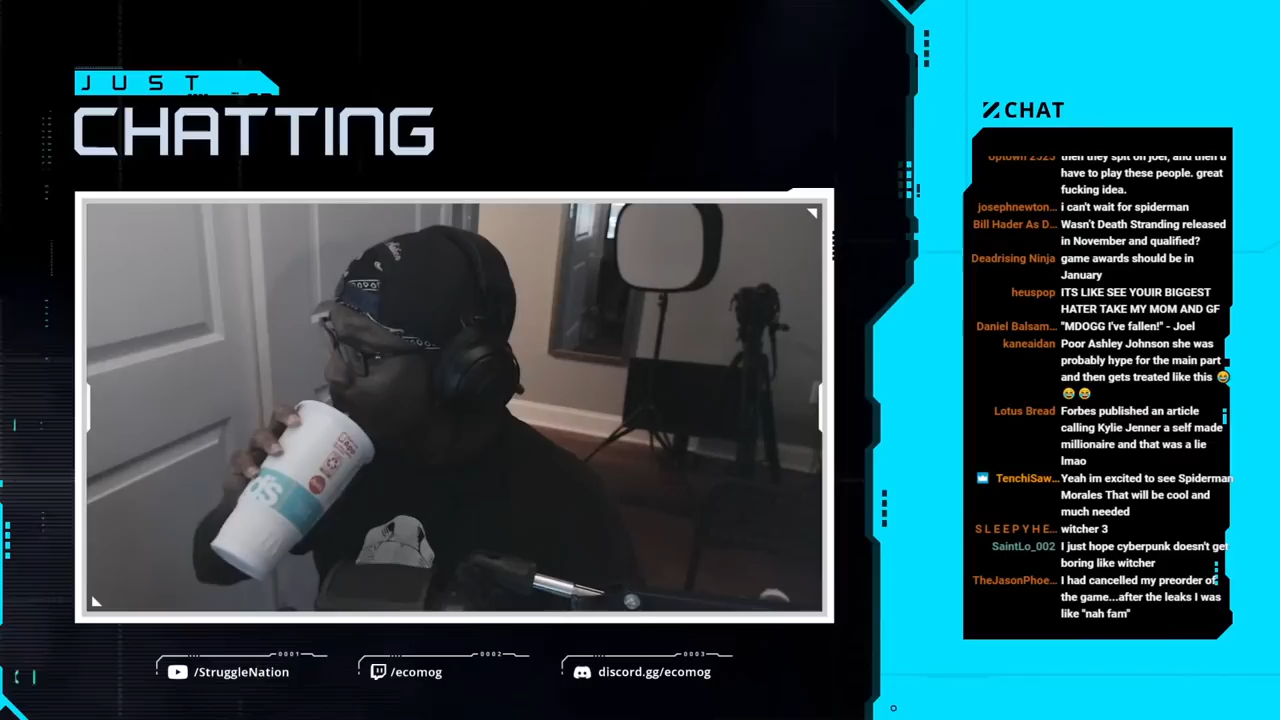 JUST
CHATTING
CHAT
then they spit on joel, and then u
have to play these people. great
fucking idea.
josephnewton... i can't wait for spiderman
Bill Hader As D... Wasn't Death Stranding released
in November and qualified?
Deadrising Ninja game awards should be in
January
heuspop ITS LIKE SEE YOUIR BIGGEST
HATER TAKE MY MOM AND GF
Daniel Balsam... "MDOGG I've fallen!" - Joel
kaneaidan Poor Ashley Johnson she was
probably hype for the main part
and then gets treated like this 😂
😂 😂
Lotus Bread Forbes published an article
calling Kylie Jenner a self made
millionaire and that was a lie
lmao
TenchiSaw... Yeah im excited to see Spiderman
Morales That will be cool and
much needed
S L E E P Y H E... witcher 3
SaintLo_002 I just hope cyberpunk doesn't get
boring like witcher
TheJasonPhoe... I had cancelled my preorder of
the game...after the leaks I was
like "nah fam"
0001
/StruggleNation
0002
/ecomog
0003
discord.gg/ecomog